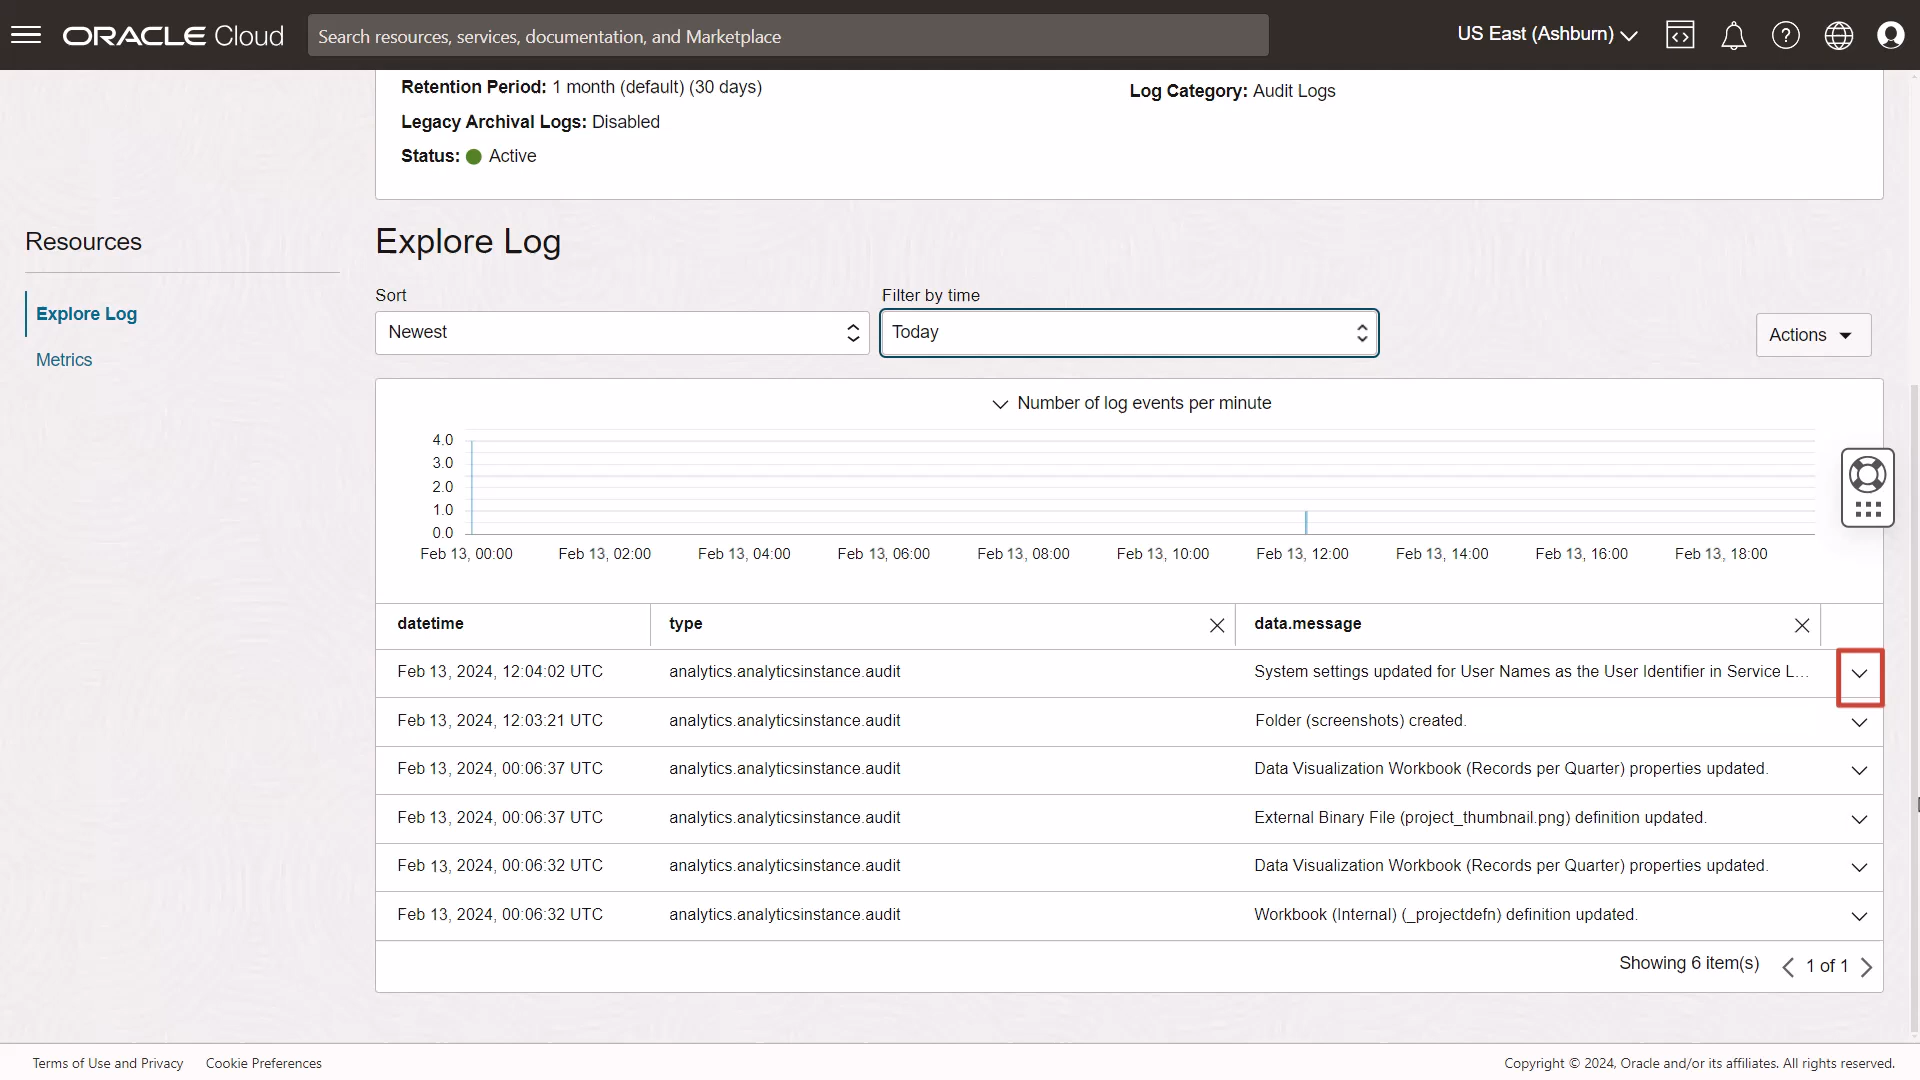 ORACLE Cloud
Search resources, services, documentation, and Marketplace
US East (Ashburn)
Retention Period: 1 month (default) (30 days)
Log Category: Audit Logs
Legacy Archival Logs: Disabled
Status: Active
Resources
Explore Log
Metrics
Explore Log
Sort
Filter by time
Newest
Today
Actions
Number of log events per minute
4.0
3.0
2.0
1.0
0.0
Feb 13, 00:00 Feb 13, 02:00 Feb 13, 04:00 Feb 13, 06:00 Feb 13, 08:00 Feb 13, 10:00 Feb 13, 12:00 Feb 13, 14:00 Feb 13, 16:00 Feb 13, 18:00
datetime type data.message
Feb 13, 2024, 12:04:02 UTC analytics.analyticsinstance.audit System settings updated for User Names as the User Identifier in Service L...
Feb 13, 2024, 12:03:21 UTC analytics.analyticsinstance.audit Folder (screenshots) created.
Feb 13, 2024, 00:06:37 UTC analytics.analyticsinstance.audit Data Visualization Workbook (Records per Quarter) properties updated.
Feb 13, 2024, 00:06:37 UTC analytics.analyticsinstance.audit External Binary File (project_thumbnail.png) definition updated.
Feb 13, 2024, 00:06:32 UTC analytics.analyticsinstance.audit Data Visualization Workbook (Records per Quarter) properties updated.
Feb 13, 2024, 00:06:32 UTC analytics.analyticsinstance.audit Workbook (Internal) (_projectdefn) definition updated.
Showing 6 item(s) 1 of 1
Terms of Use and Privacy Cookie Preferences
Copyright © 2024, Oracle and/or its affiliates. All rights reserved.